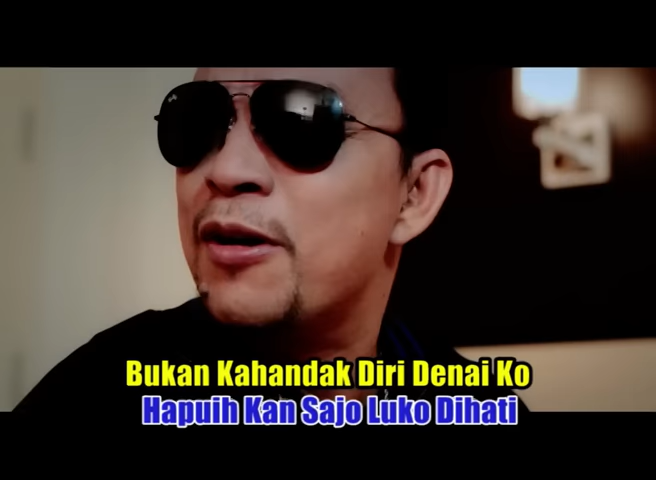 Bukan Kahandak Diri Denai Ko
Hapuih Kan Sajo Luko Dihati